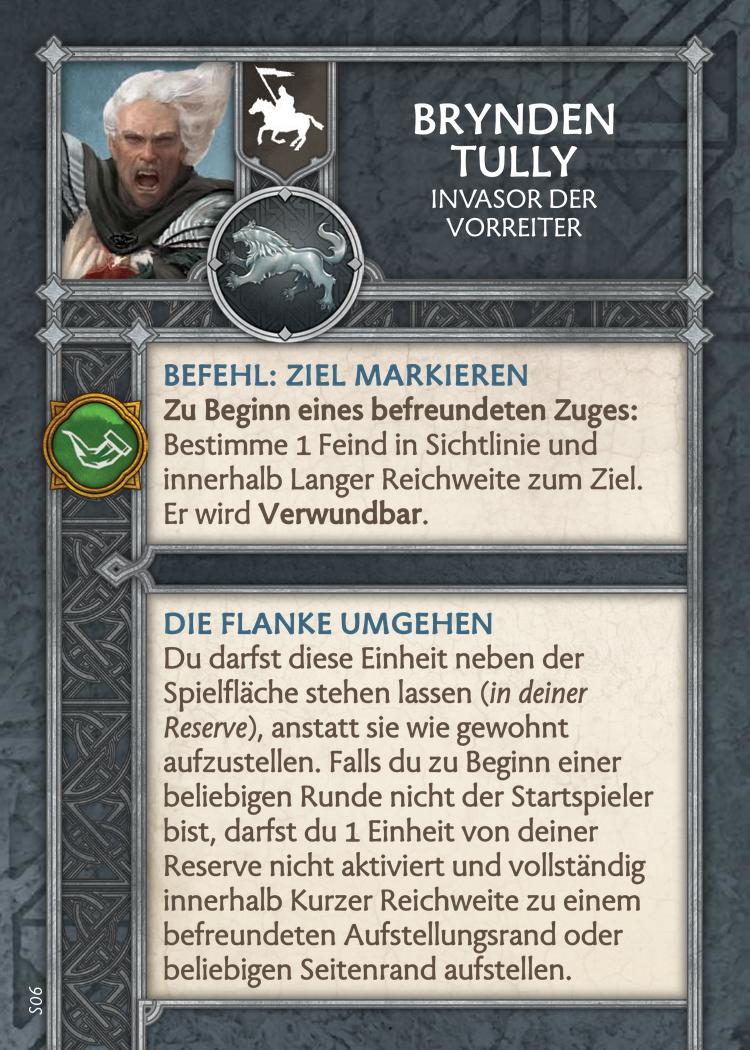 BRYNDEN
TULLY
INVASOR DER
VORREITER
BEFEHL: ZIEL MARKIEREN
Zu Beginn eines befreundeten Zuges:
Bestimme 1 Feind in Sichtlinie und
innerhalb Langer Reichweite zum Ziel.
Er wird Verwundbar.
DIE FLANKE UMGEHEN
Du darfst diese Einheit neben der
Spielfläche stehen lassen (in deiner
Reserve), anstatt sie wie gewohnt
aufzustellen. Falls du zu Beginn einer
beliebigen Runde nicht der Startspieler
bist, darfst du 1 Einheit von deiner
Reserve nicht aktiviert und vollständig
innerhalb Kurzer Reichweite zu einem
befreundeten Aufstellungsrand oder
beliebigen Seitenrand aufstellen.
S06